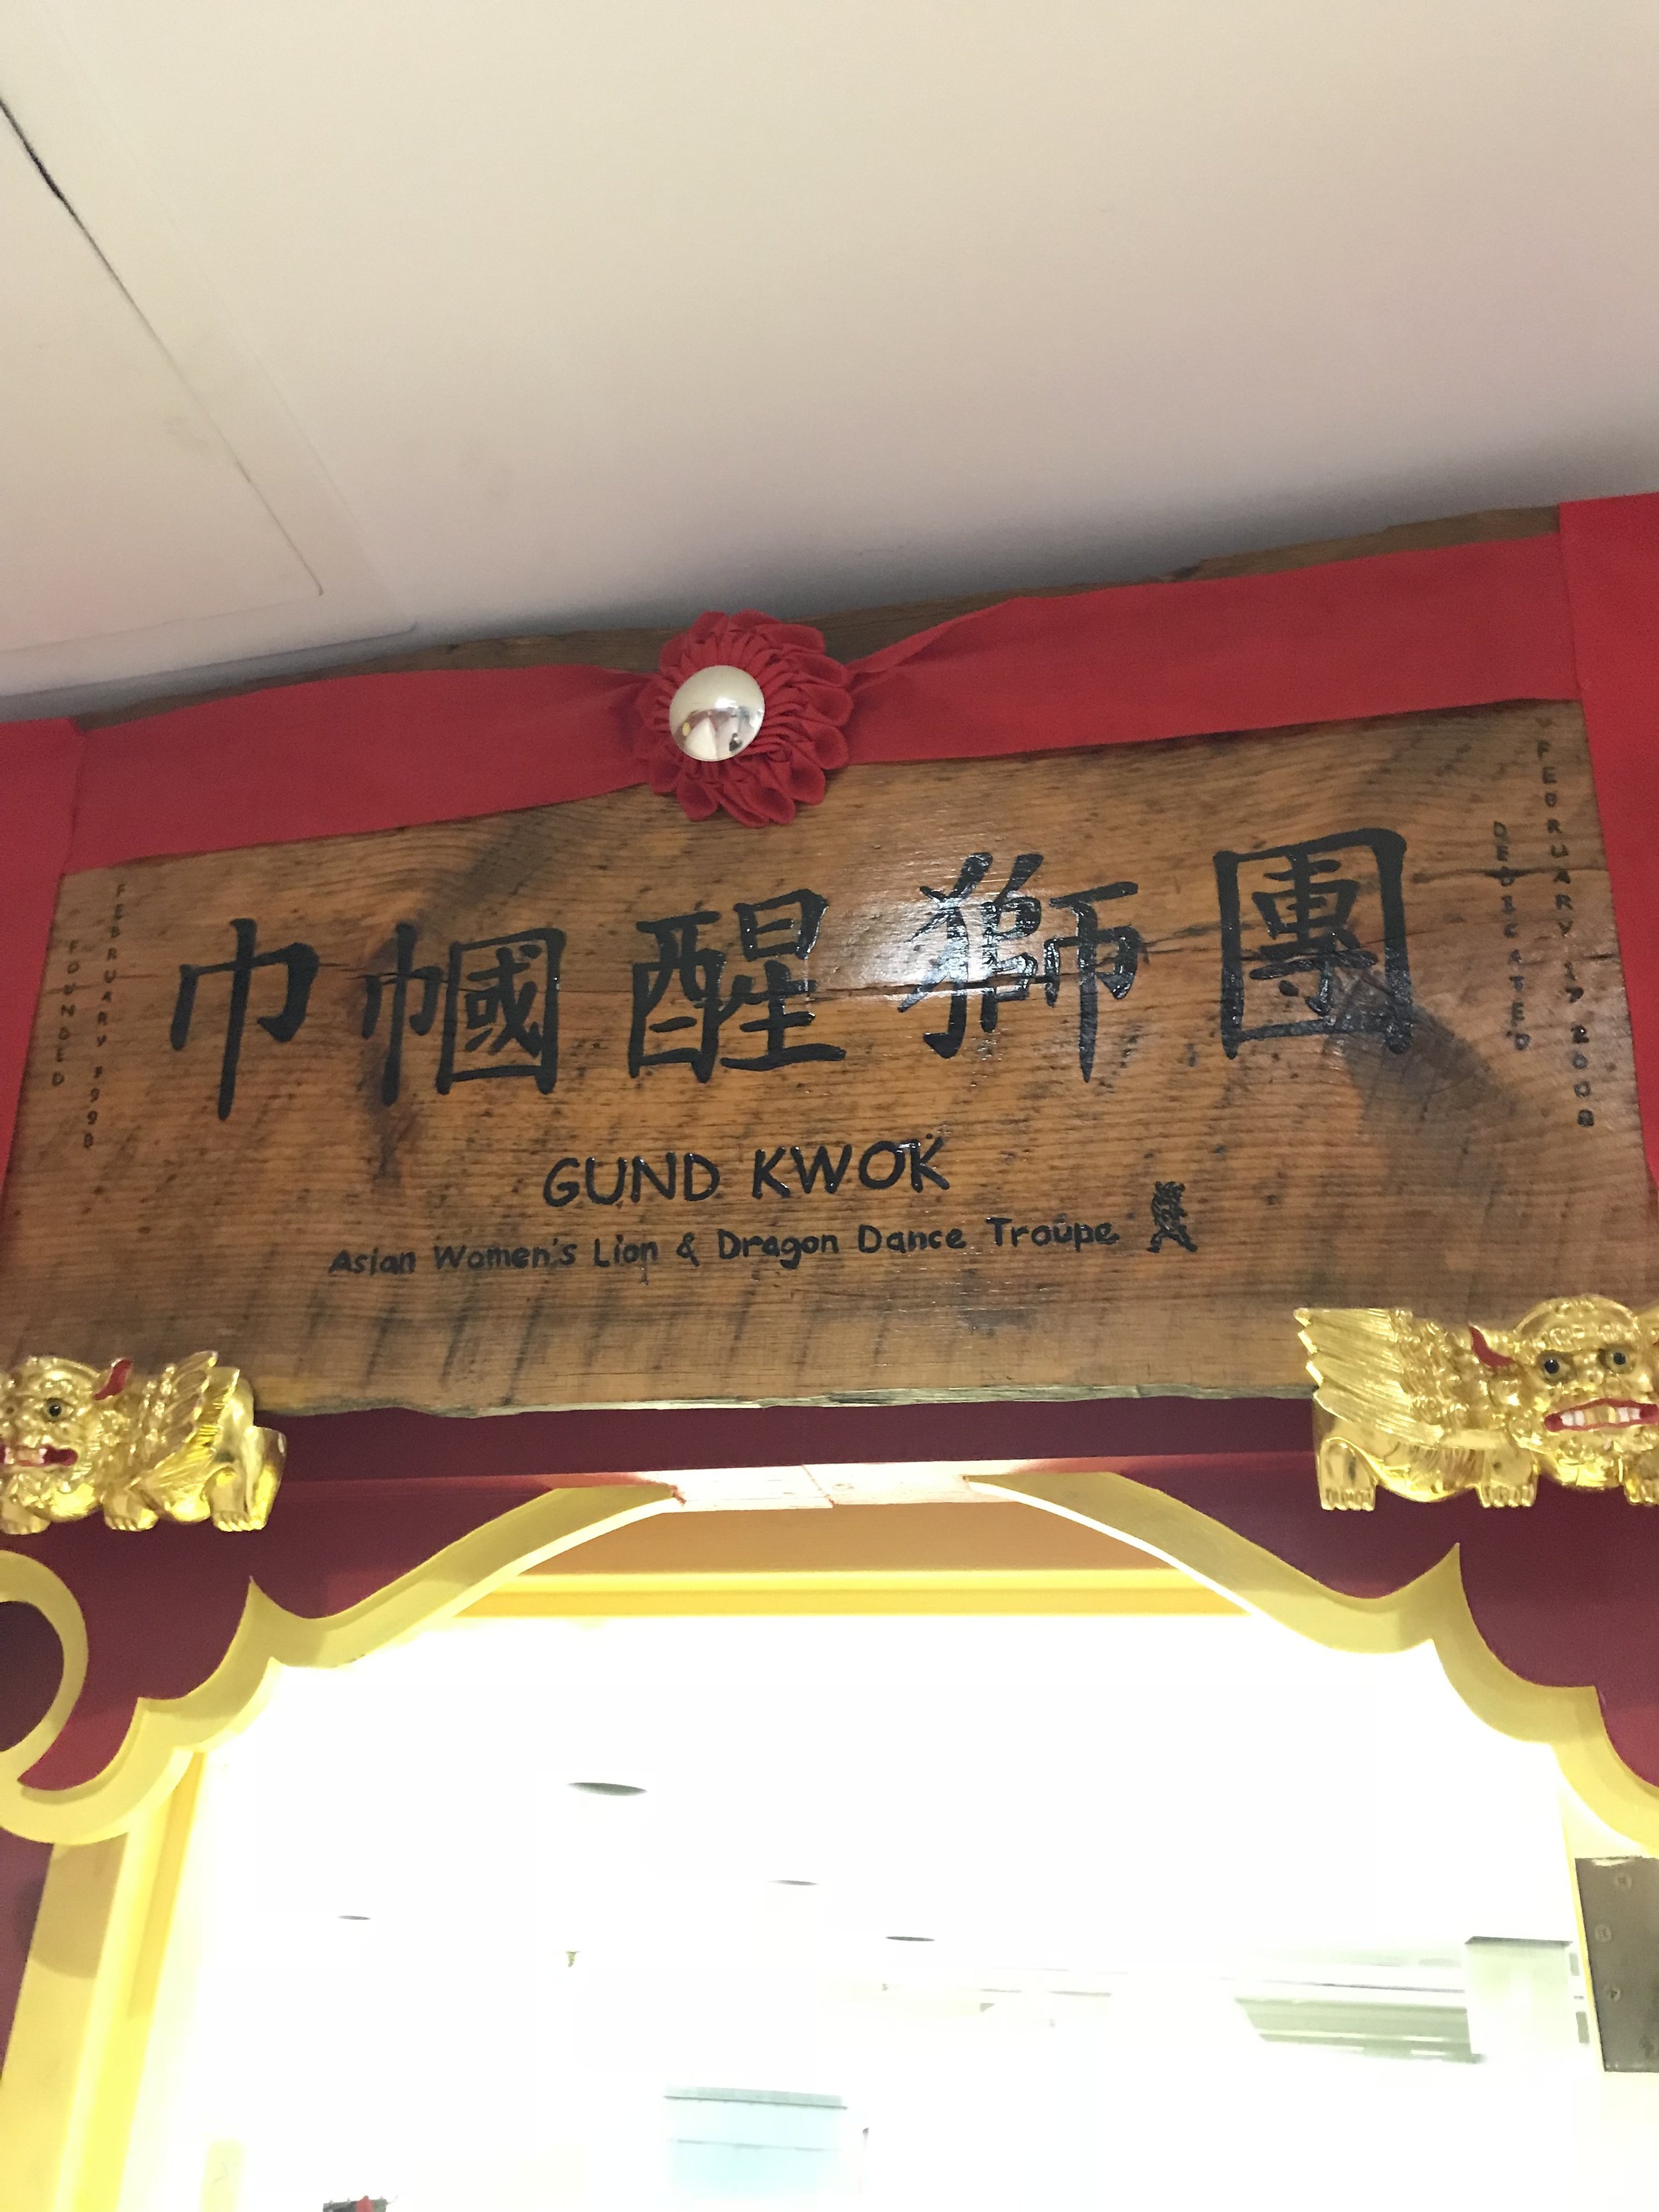 巾幗醒獅團
GUND KWOK
Asian Women's Lion & Dragon Dance Troupe
FOUNDED
FEBRUARY 1998
DEDICATED
FEBRUARY 17 2008